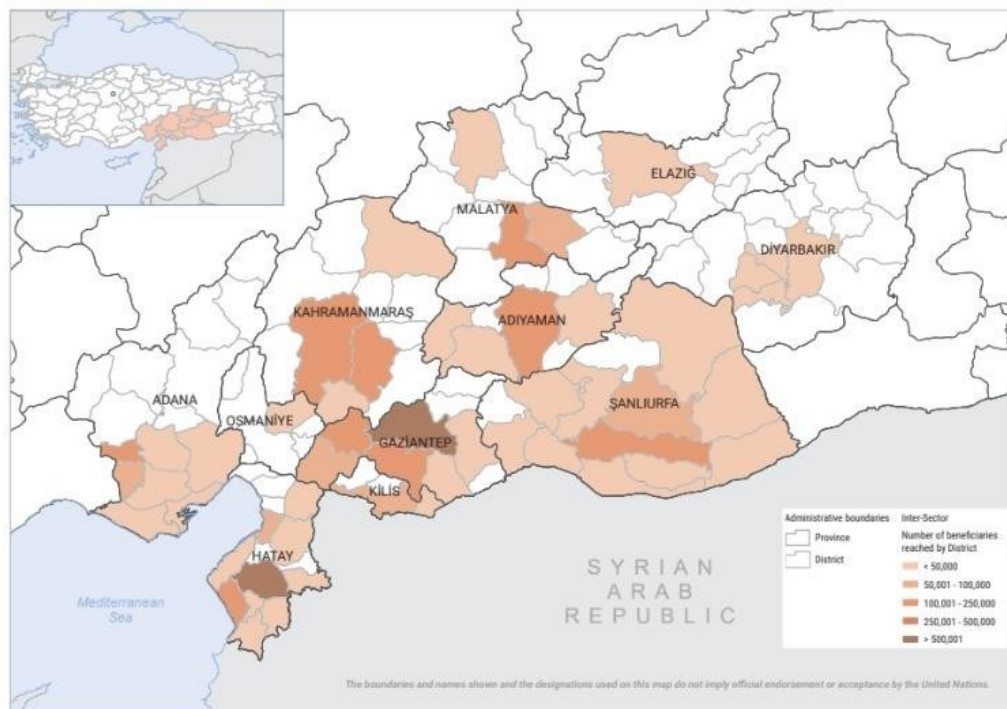 ELAZIĞ
MALATYA
DİYARBAKIR
KAHRAMANMARAŞ
ADIYAMAN
ADANA
OSMANİYE
ŞANLIURFA
GAZİANTEP
KİLİS
HATAY
Mediterranean
Sea
SYRIAN
ARAB
REPUBLIC
Administrative boundaries
Province
District
Inter-Sector
Number of beneficiaries
reached by District
< 50,000
50,001 - 100,000
100,001 - 250,000
250,001 - 500,000
> 500,001
The boundaries and names shown and the designations used on this map do not imply official endorsement or acceptance by the United Nations.